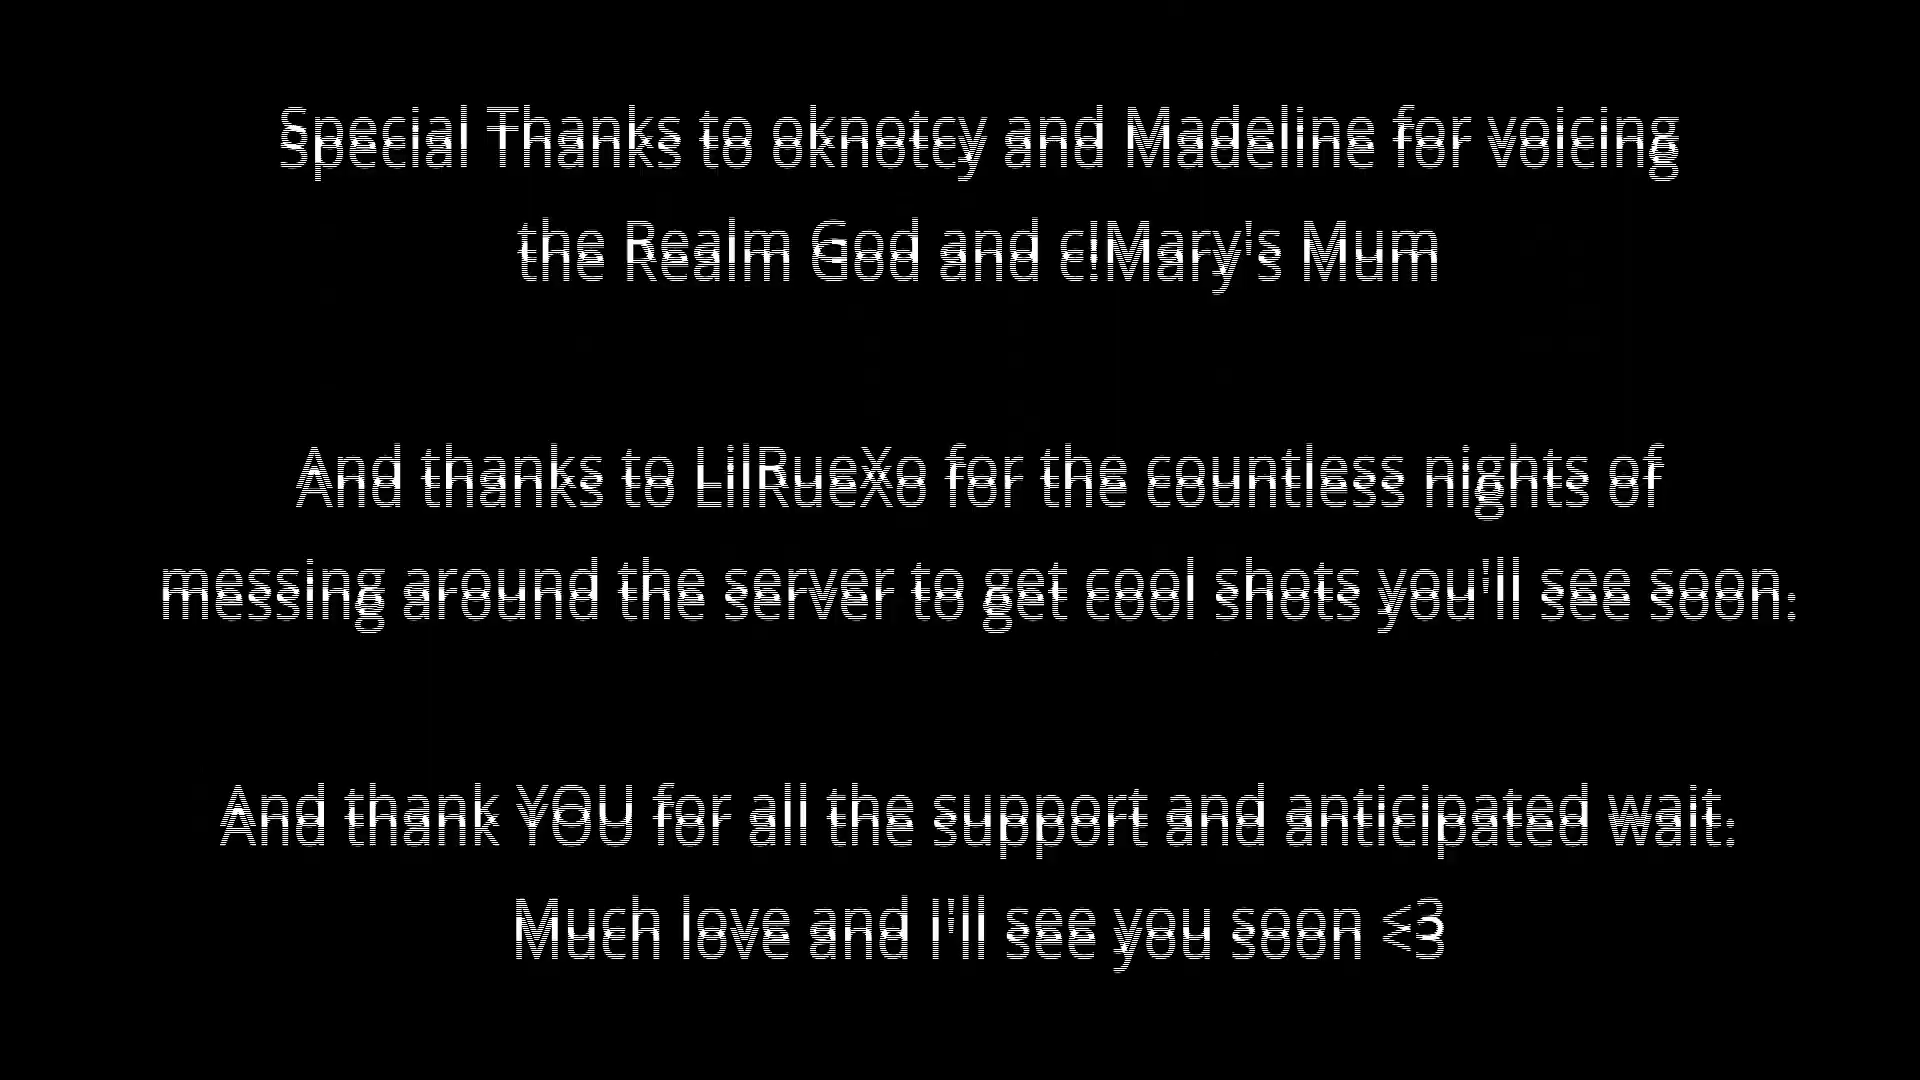 Special Thanks to oknotcy and Madeline for voicing
the Realm God and c!Mary's Mum
And thanks to LilRueXo for the countless nights of
messing around the server to get cool shots you'll see soon.
And thank YOU for all the support and anticipated wait.
Much love and I'll see you soon <3